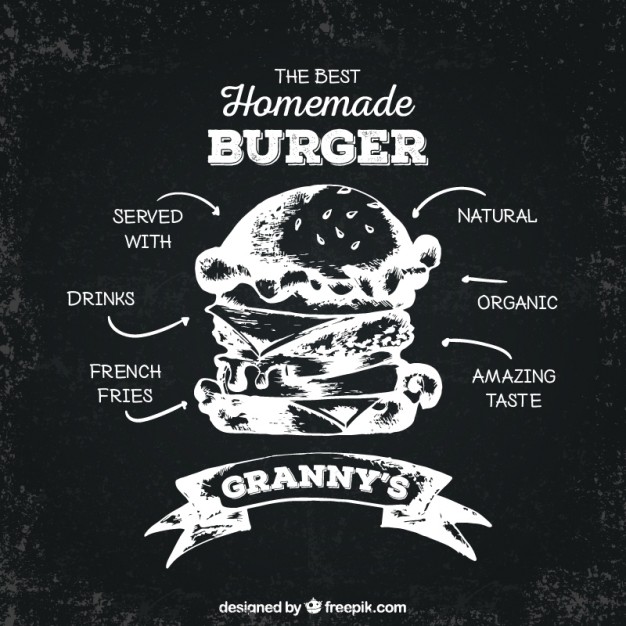 THE BEST
Homemade
BURGER
SERVED
WITH
NATURAL
DRINKS
ORGANIC
FRENCH
FRIES
AMAZING
TASTE
GRANNY'S
designed by freepik.com